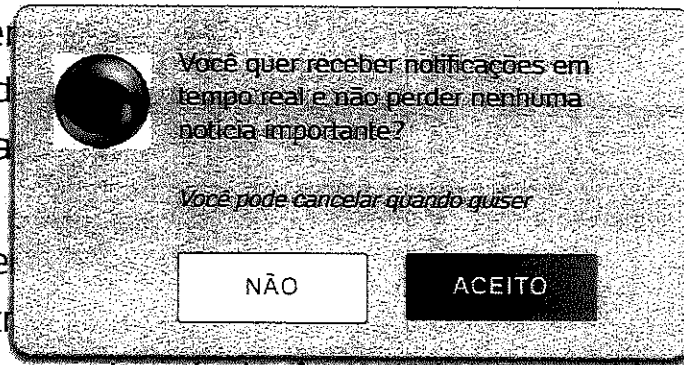 Você quer receber notificações em
tempo real e não perder nenhuma
notícia importante?
Você pode cancelar quando quiser
NÃO
ACEITO